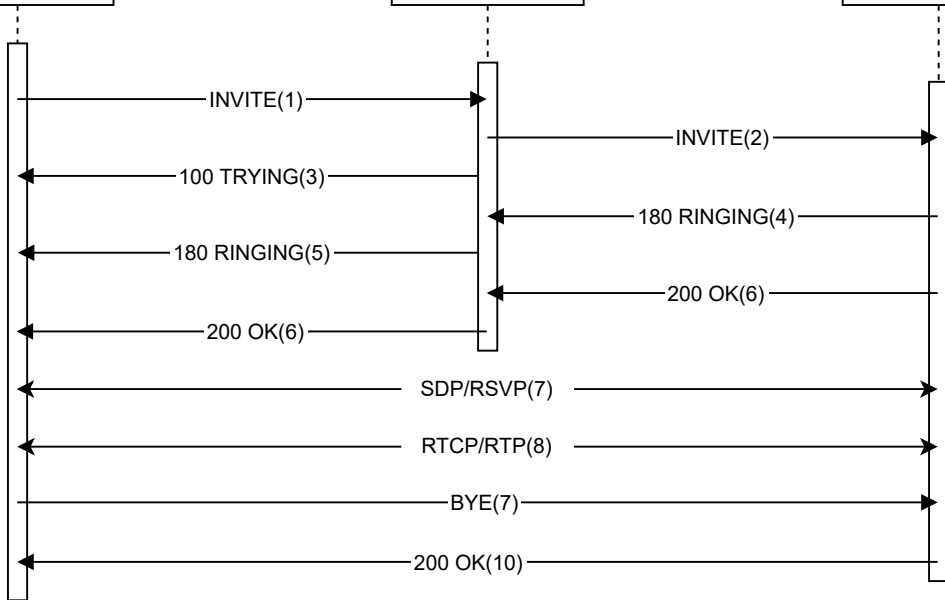 INVITE(1)
INVITE(2)
100 TRYING(3)
180 RINGING(4)
180 RINGING(5)
200 OK(6)
200 OK(6)
SDP/RSVP(7)
RTCP/RTP(8)
BYE(7)
200 OK(10)